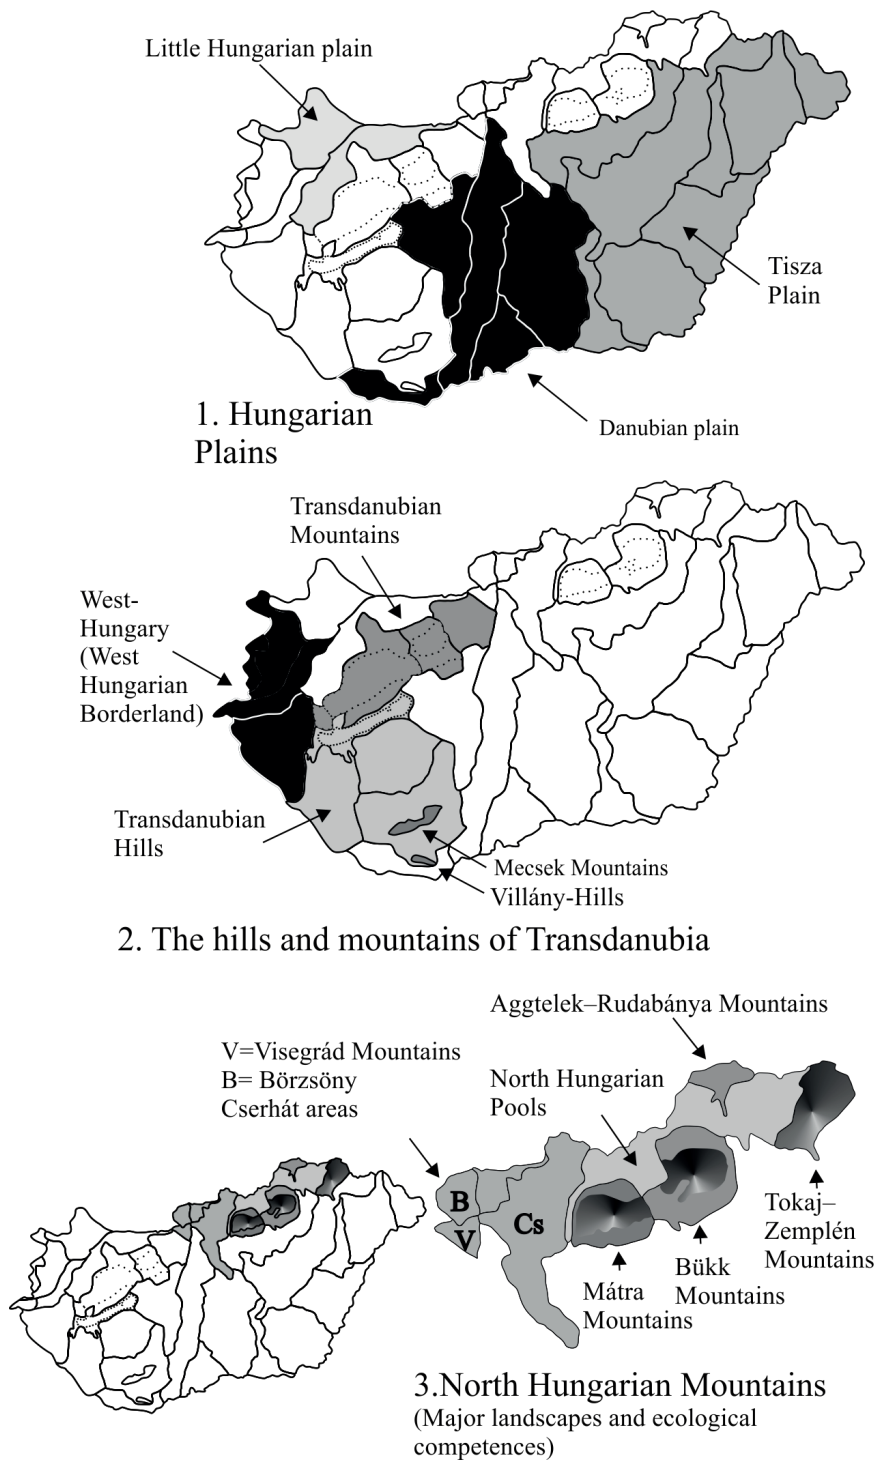 Little Hungarian plain
Tisza
Plain
1. Hungarian
Plains
Danubian plain
Transdanubian
Mountains
West-
Hungary
(West
Hungarian
Borderland)
Transdanubian
Hills
Mecsek Mountains
Villány-Hills
2. The hills and mountains of Transdanubia
Aggtelek–Rudabánya Mountains
V=Visegrád Mountains
B= Börzsöny
Cserhát areas
North Hungarian
Pools
B
V
Cs
Tokaj–
Zemplén
Mountains
Bükk
Mountains
Mátra
Mountains
3.North Hungarian Mountains
(Major landscapes and ecological
competences)